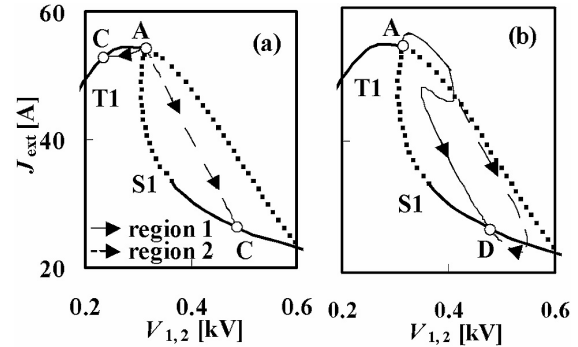 60
40
20
J_ext [A]
C
A
(a)
T1
S1
region 1
region 2
C
0.2
0.4
0.6
V_1,2 [kV]
A
(b)
T1
S1
D
0.2
0.4
0.6
V_1,2 [kV]